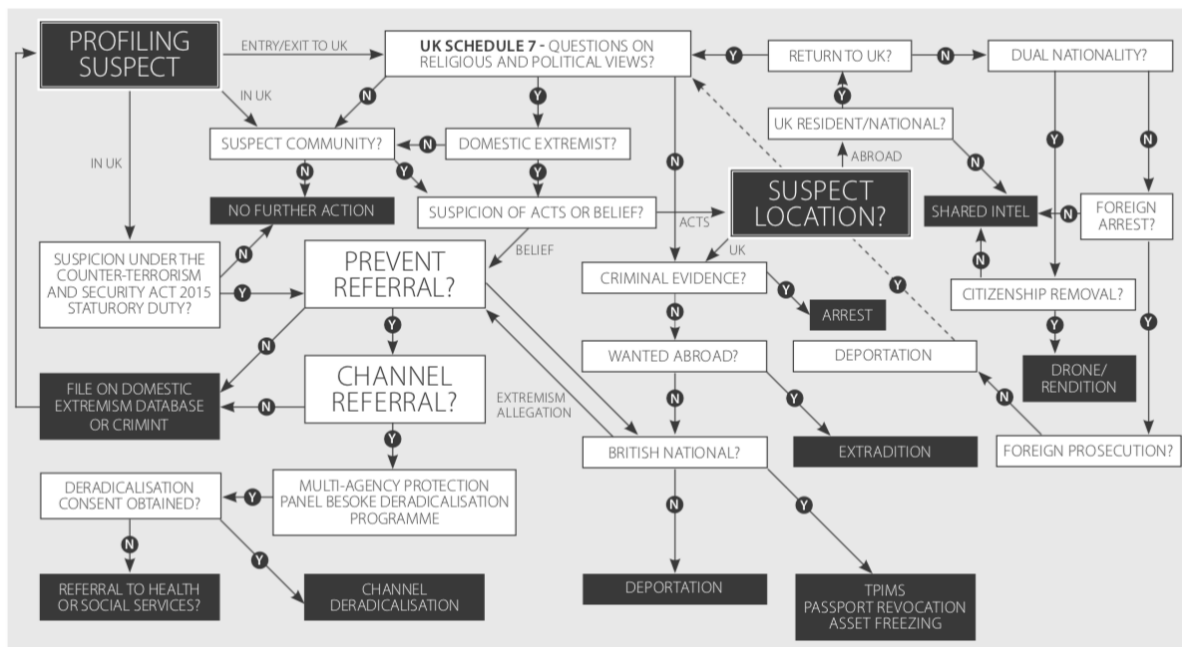 PROFILING
SUSPECT
ENTRY/EXIT TO UK
UK SCHEDULE 7 - QUESTIONS ON
RELIGIOUS AND POLITICAL VIEWS?
Y
RETURN TO UK?
N
DUAL NATIONALITY?
IN UK
N
Y
Y
UK RESIDENT/NATIONAL?
SUSPECT COMMUNITY?
N
DOMESTIC EXTREMIST?
Y
N
IN UK
N
Y
Y
N
ABROAD
N
NO FURTHER ACTION
SUSPICION OF ACTS OR BELIEF?
ACTS
SUSPECT
LOCATION?
SHARED INTEL
N
FOREIGN
ARREST?
BELIEF
UK
SUSPICION UNDER THE
COUNTER-TERRORISM
AND SECURITY ACT 2015
STATURORY DUTY?
N
Y
PREVENT
REFERRAL?
CRIMINAL EVIDENCE?
Y
Y
N
CITIZENSHIP REMOVAL?
ARREST
Y
N
Y
Y
N
WANTED ABROAD?
DEPORTATION
N
DRONE/
RENDITION
FILE ON DOMESTIC
EXTREMISM DATABASE
OR CRIMINT
N
CHANNEL
REFERRAL?
EXTREMISM
ALLEGATION
N
Y
Y
BRITISH NATIONAL?
EXTRADITION
FOREIGN PROSECUTION?
DERADICALISATION
CONSENT OBTAINED?
Y
MULTI-AGENCY PROTECTION
PANEL BESOKE DERADICALISATION
PROGRAMME
N
Y
N
Y
REFERRAL TO HEALTH
OR SOCIAL SERVICES?
CHANNEL
DERADICALISATION
DEPORTATION
TPIMS
PASSPORT REVOCATION
ASSET FREEZING